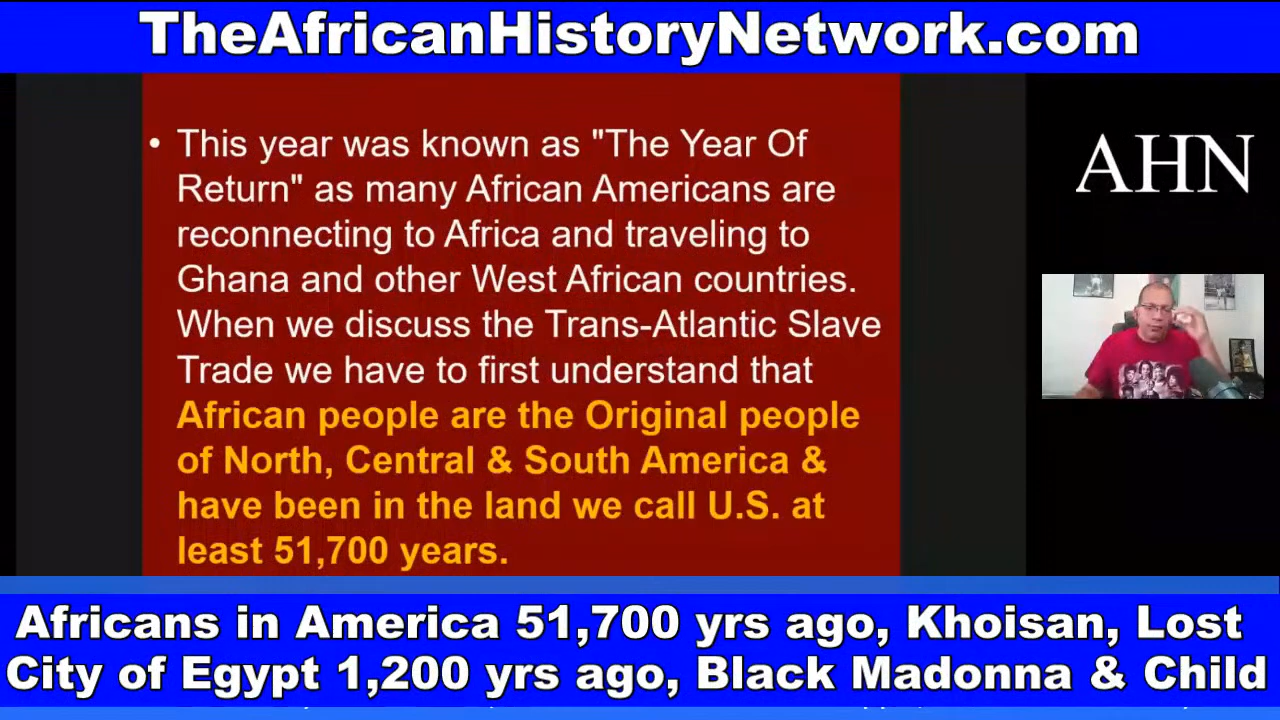 TheAfricanHistoryNetwork.com
• This year was known as "The Year Of
Return" as many African Americans are
reconnecting to Africa and traveling to
Ghana and other West African countries.
When we discuss the Trans-Atlantic Slave
Trade we have to first understand that
African people are the Original people
of North, Central & South America &
have been in the land we call U.S. at
least 51,700 years.
AHN
Africans in America 51,700 yrs ago, Khoisan, Lost
City of Egypt 1,200 yrs ago, Black Madonna & Child